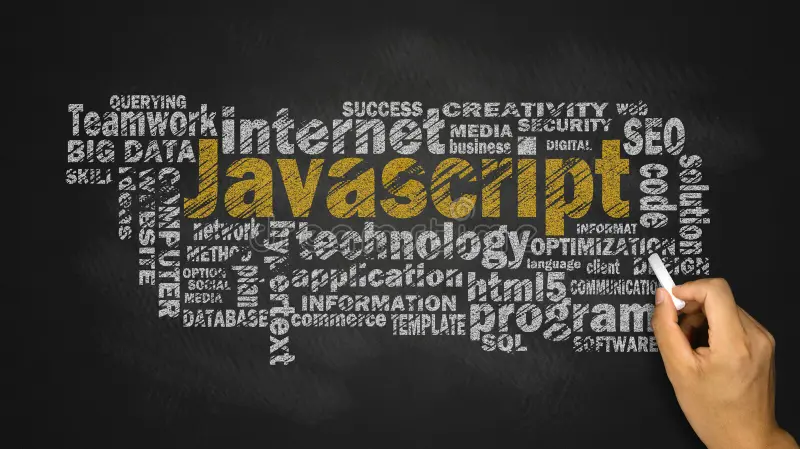 QUERYING
Teamwork
BIG DATA
SKILL
internet
SUCCESS
CREATIVITY
web
MEDIA
SECURITY
business
DIGITAL
SEO
Javascript
code
solution
Ideas
WEBSITE
COMPUTER
network
METHOD
OPTION
SOCIAL
MEDIA
plan
DATABASE
hypertext
technology
INFORMAT
OPTIMIZATION
language
client
DESIGN
application
html5
COMMUNICATION
INFORMATION
commerce
TEMPLATE
program
SQL
SOFTWARE